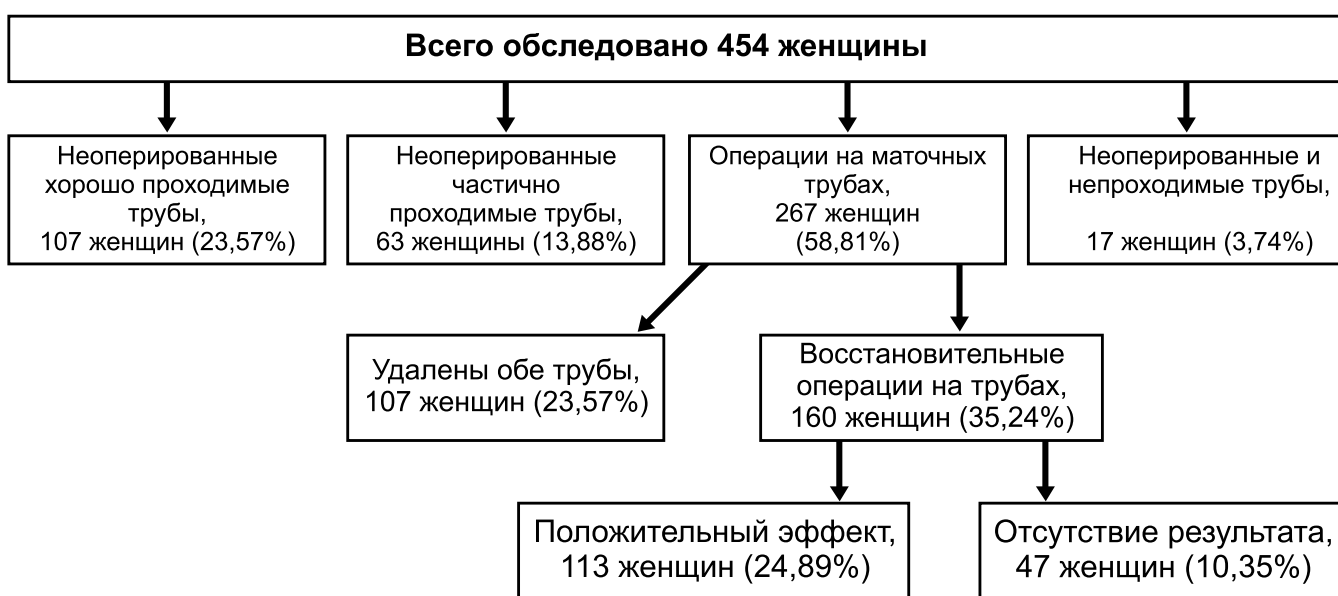 Всего обследовано 454 женщины
Неоперированные
хорошо проходимые
трубы,
107 женщин (23,57%)
Неоперированные
частично
проходимые трубы,
63 женщины (13,88%)
Операции на маточных
трубах,
267 женщин
(58,81%)
Неоперированные и
непроходимые трубы,
17 женщин (3,74%)
Удалены обе трубы,
107 женщин (23,57%)
Восстановительные
операции на трубах,
160 женщин (35,24%)
Положительный эффект,
113 женщин (24,89%)
Отсутствие результата,
47 женщин (10,35%)